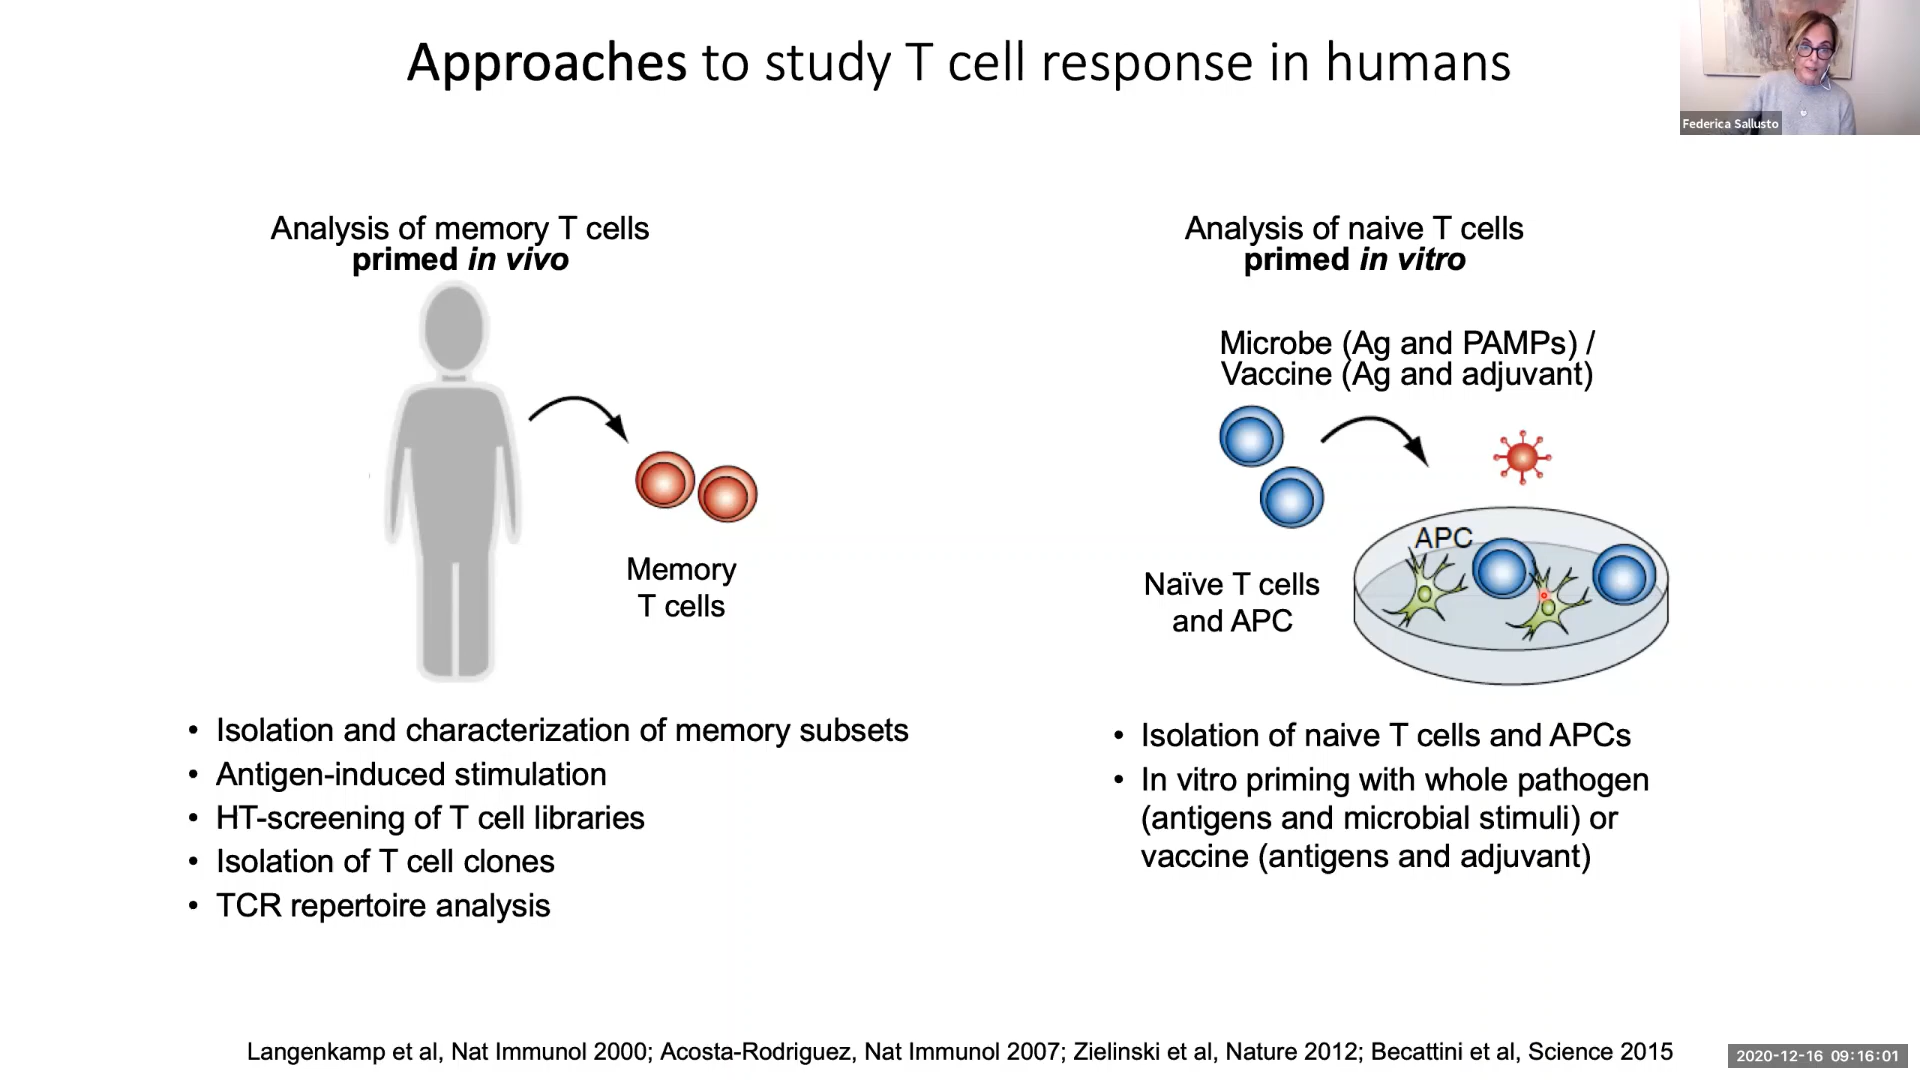 Approaches to study T cell response in humans
Federica Sallusto
Analysis of memory T cells
primed in vivo
Memory
T cells
• Isolation and characterization of memory subsets
• Antigen-induced stimulation
• HT-screening of T cell libraries
• Isolation of T cell clones
• TCR repertoire analysis
Analysis of naive T cells
primed in vitro
Microbe (Ag and PAMPs) /
Vaccine (Ag and adjuvant)
APC
Naïve T cells
and APC
• Isolation of naive T cells and APCs
• In vitro priming with whole pathogen
(antigens and microbial stimuli) or
vaccine (antigens and adjuvant)
Langenkamp et al, Nat Immunol 2000; Acosta-Rodriguez, Nat Immunol 2007; Zielinski et al, Nature 2012; Becattini et al, Science 2015
2020-12-16 09:16:01